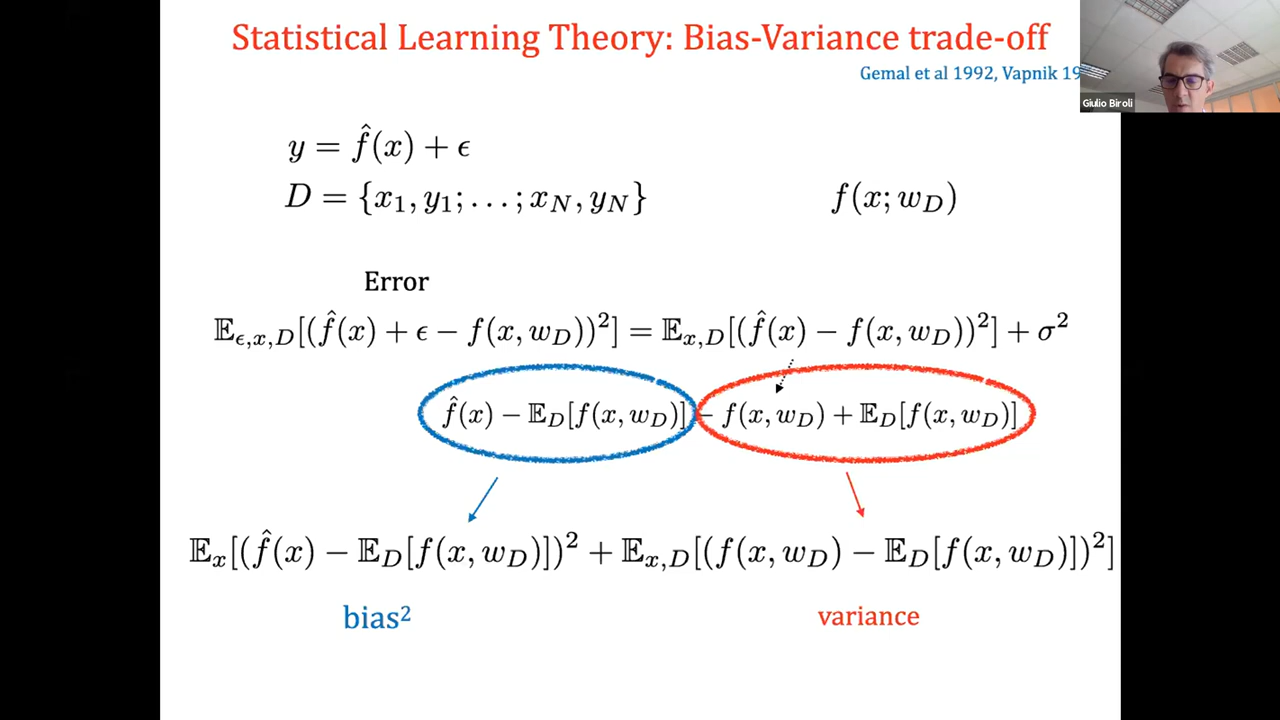 Statistical Learning Theory: Bias-Variance trade-off
Gemal et al 1992, Vapnik 19
Giulio Biroli
y = f̂(x) + ϵ
D = {x₁, y₁; . . . ; x_N, y_N}
f(x; w_D)
Error
𝔼_{ϵ,x,D}[(f̂(x) + ϵ − f(x, w_D))²] = 𝔼_{x,D}[(f̂(x) − f(x, w_D))²] + σ²
f̂(x) − 𝔼_D[f(x, w_D)] − f(x, w_D) + 𝔼_D[f(x, w_D)]
𝔼_x[(f̂(x) − 𝔼_D[f(x, w_D)])² + 𝔼_{x,D}[(f(x, w_D) − 𝔼_D[f(x, w_D)])²]
bias²
variance